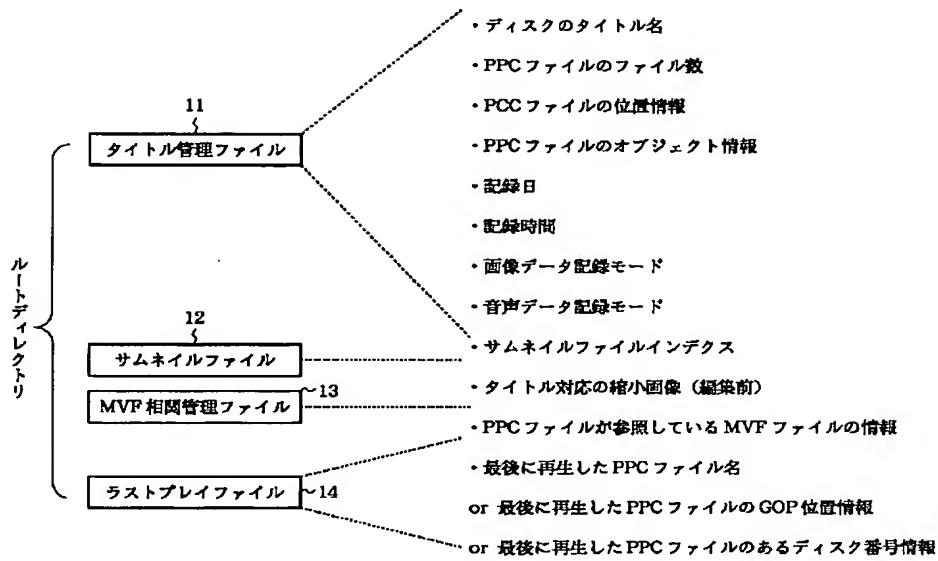 ・ディスクのタイトル名
・PPCファイルのファイル数
・PCCファイルの位置情報
・PPCファイルのオブジェクト情報
・記録日
・記録時間
・画像データ記録モード
・音声データ記録モード
・サムネイルファイルインデクス
・タイトル対応の縮小画像（編集前）
・PPCファイルが参照しているMVFファイルの情報
・最後に再生したPPCファイル名
or 最後に再生したPPCファイルのGOP位置情報
or 最後に再生したPPCファイルのあるディスク番号情報
ルートディレクトリ
11
タイトル管理ファイル
12
サムネイルファイル
13
MVF相関管理ファイル
ラストプレイファイル
14